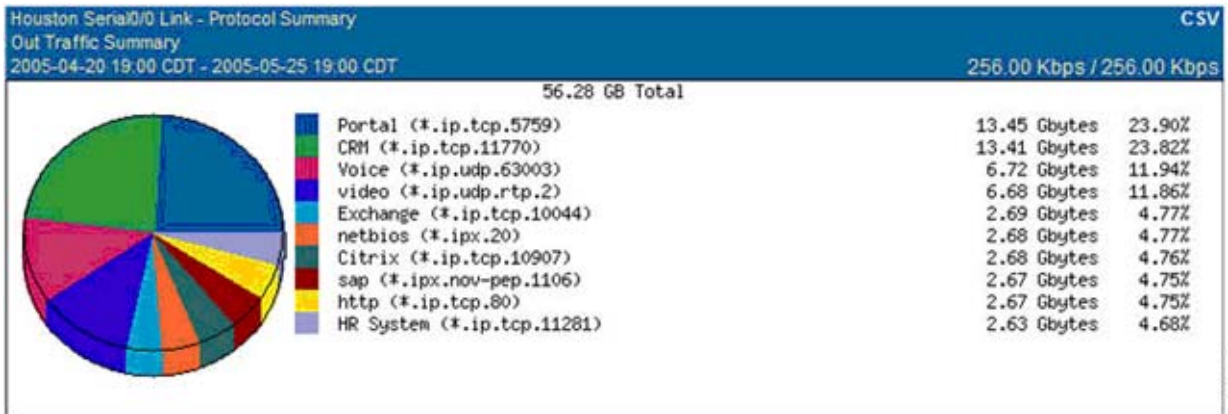 Houston Serial0/0 Link - Protocol Summary CSV
Out Traffic Summary
2005-04-20 19:00 CDT - 2005-05-25 19:00 CDT 256.00 Kbps / 256.00 Kbps
56.28 GB Total
Portal (*.ip.tcp.5759) 13.45 Gbytes 23.90%
CRM (*.ip.tcp.11770) 13.41 Gbytes 23.82%
Voice (*.ip.udp.63003) 6.72 Gbytes 11.94%
video (*.ip.udp.rtp.2) 6.68 Gbytes 11.86%
Exchange (*.ip.tcp.10044) 2.69 Gbytes 4.77%
netbios (*.ipx.20) 2.68 Gbytes 4.77%
Citrix (*.ip.tcp.10907) 2.68 Gbytes 4.76%
sap (*.ipx.nov-pep.1106) 2.67 Gbytes 4.75%
http (*.ip.tcp.80) 2.67 Gbytes 4.75%
HR System (*.ip.tcp.11281) 2.63 Gbytes 4.68%